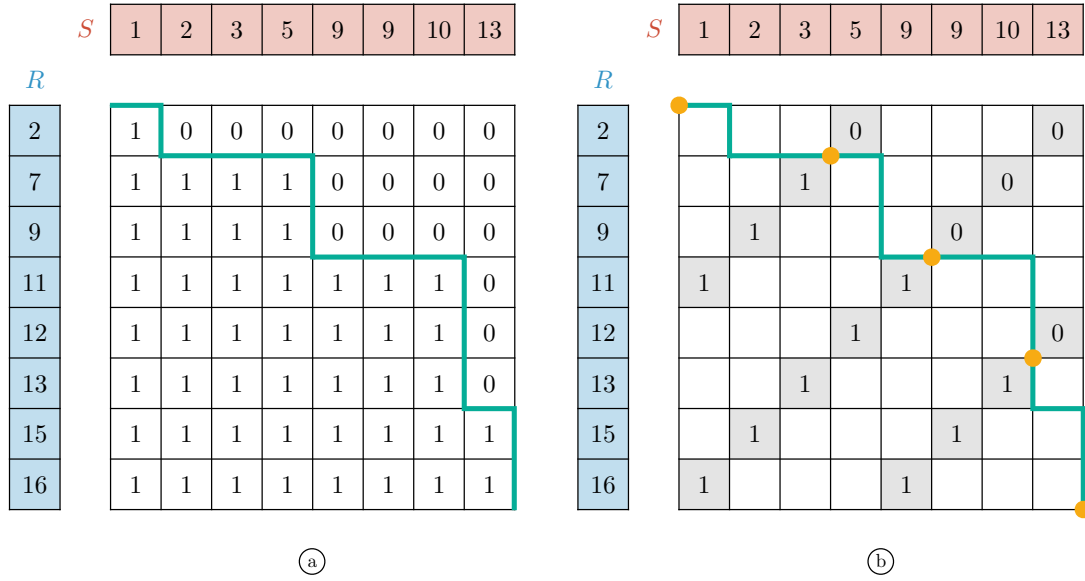 S 1 2 3 5 9 9 10 13 S 1 2 3 5 9 9 10 13
R R
2 1 0 0 0 0 0 0 0 2 0 0
7 1 1 1 1 0 0 0 0 7 1 0
9 1 1 1 1 0 0 0 0 9 1 0
11 1 1 1 1 1 1 1 0 11 1 1
12 1 1 1 1 1 1 1 0 12 1 0
13 1 1 1 1 1 1 1 0 13 1 1
15 1 1 1 1 1 1 1 1 15 1 1
16 1 1 1 1 1 1 1 1 16 1 1
a b